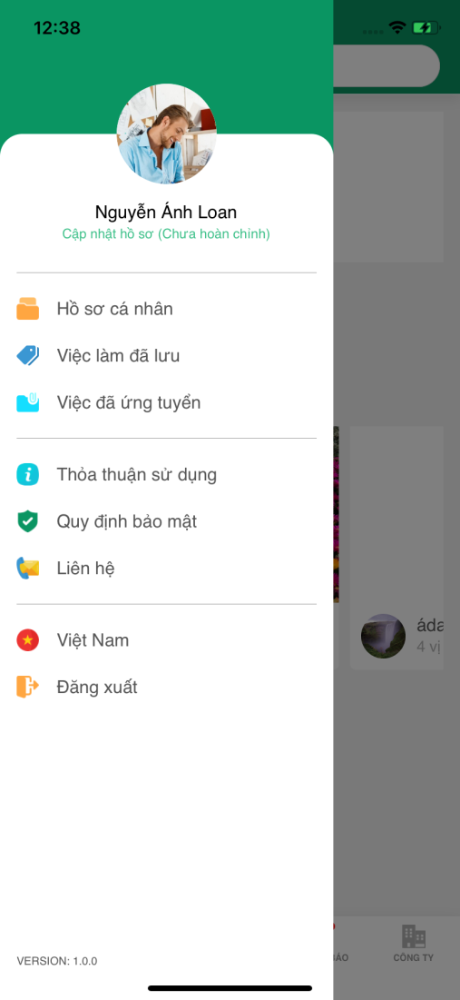 12:38
Nguyễn Ánh Loan
Cập nhật hồ sơ (Chưa hoàn chỉnh)
Hồ sơ cá nhân
Việc làm đã lưu
Việc đã ứng tuyển
Thỏa thuận sử dụng
Quy định bảo mật
Liên hệ
áda
4 vị
Việt Nam
Đăng xuất
CÔNG TY
VERSION: 1.0.0